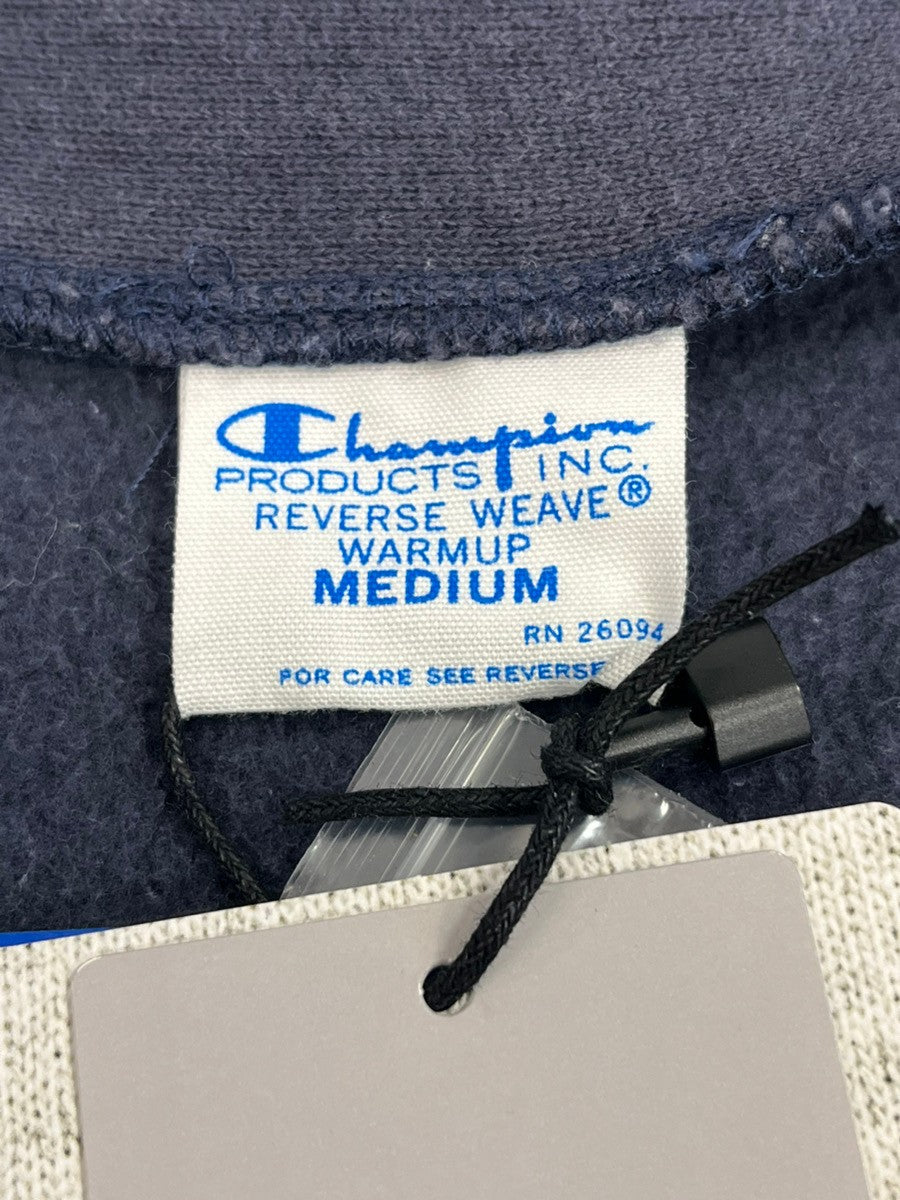 Champion
PRODUCTS INC.
REVERSE WEAVE®
WARMUP
MEDIUM
RN 26094
FOR CARE SEE REVERSE